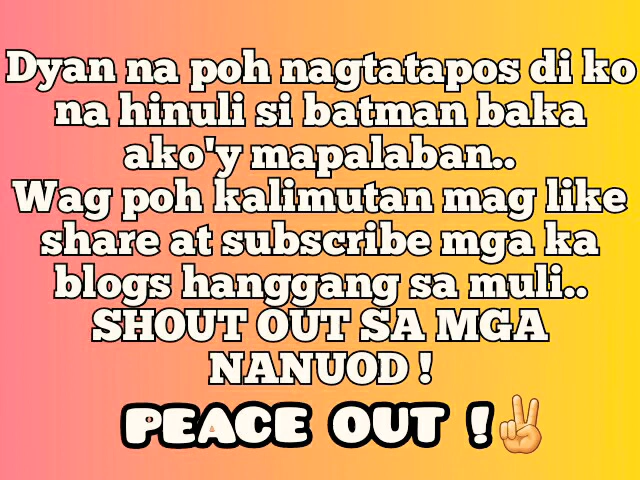 Dyan na poh nagtatapos di ko
na hinuli si batman baka
ako'y mapalaban..
Wag poh kalimutan mag like
share at subscribe mga ka
blogs hanggang sa muli..
SHOUT OUT SA MGA
NANUOD !
PEACE OUT !✌